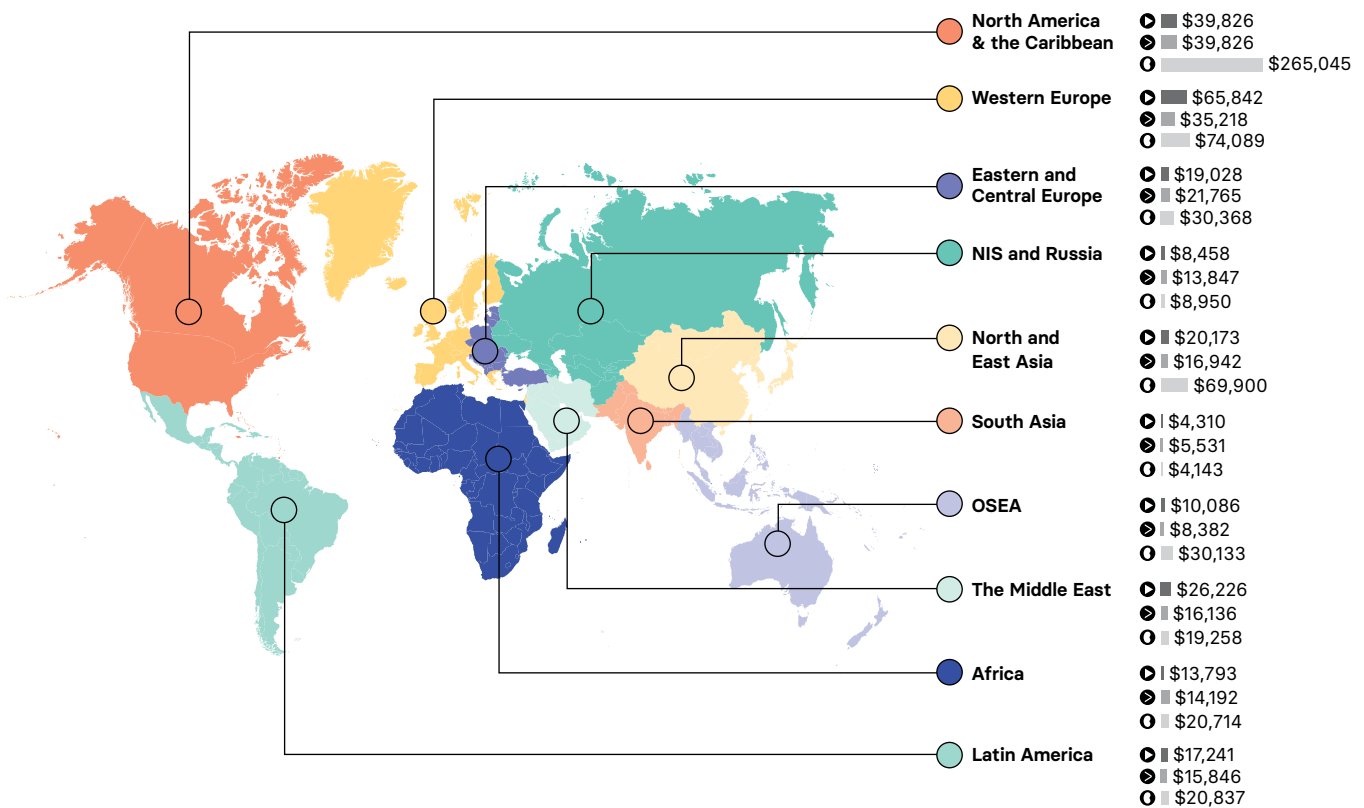 North America
& the Caribbean
$39,826
$39,826
$265,045
Western Europe
$65,842
$35,218
$74,089
Eastern and
Central Europe
$19,028
$21,765
$30,368
NIS and Russia
$8,458
$13,847
$8,950
North and
East Asia
$20,173
$16,942
$69,900
South Asia
$4,310
$5,531
$4,143
OSEA
$10,086
$8,382
$30,133
The Middle East
$26,226
$16,136
$19,258
Africa
$13,793
$14,192
$20,714
Latin America
$17,241
$15,846
$20,837